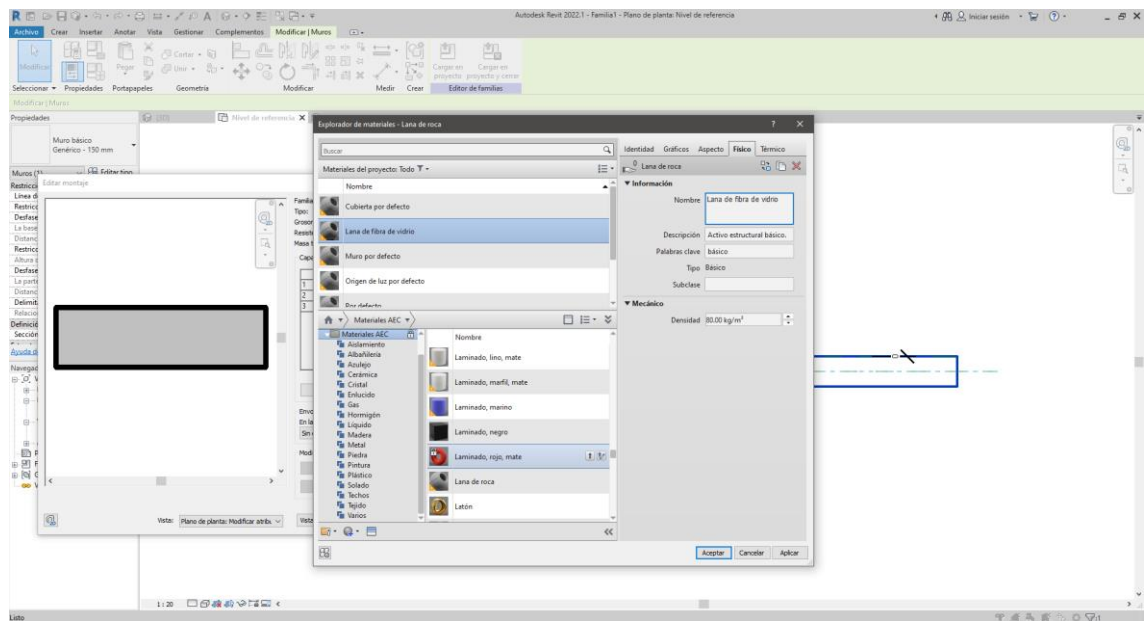 Autodesk Revit 2022.1 - Familia1 - Plano de planta: Nivel de referencia
Iniciar sesión
Archivo Crear Insertar Anotar Vista Gestionar Complementos Modificar | Muros
Modificar
Pegar
Cortar
Unir
Cargar en proyecto
Cargar en proyecto y cerrar
Seleccionar Propiedades Portapapeles Geometría Modificar Medir Crear Editor de familias
Modificar | Muros
Propiedades
Nivel de referencia
Muro básico
Genérico - 150 mm
Muros (1)
Editar tipo
Editar montaje
Vista: Plano de planta: Modificar atrib.
Explorador de materiales - Lana de roca
Buscar
Materiales del proyecto: Todo
Nombre
Cubierta por defecto
Lana de fibra de vidrio
Muro por defecto
Origen de luz por defecto
Por defecto
Materiales AEC
Materiales AEC
Aislamiento
Albañilería
Azulejo
Cerámica
Cristal
Enlucido
Gas
Hormigón
Líquido
Madera
Metal
Piedra
Pintura
Plástico
Solado
Techos
Tejido
Varios
Nombre
Laminado, lino, mate
Laminado, marfil, mate
Laminado, marino
Laminado, negro
Laminado, rojo, mate
Lana de roca
Latón
Identidad Gráficos Aspecto Físico Térmico
0 Lana de roca
Información
Nombre Lana de fibra de vidrio
Descripción Activo estructural básico.
Palabras clave básico
Tipo Básico
Subclase
Mecánico
Densidad 80.00 kg/m³
Aceptar Cancelar Aplicar
1 : 20
Listo